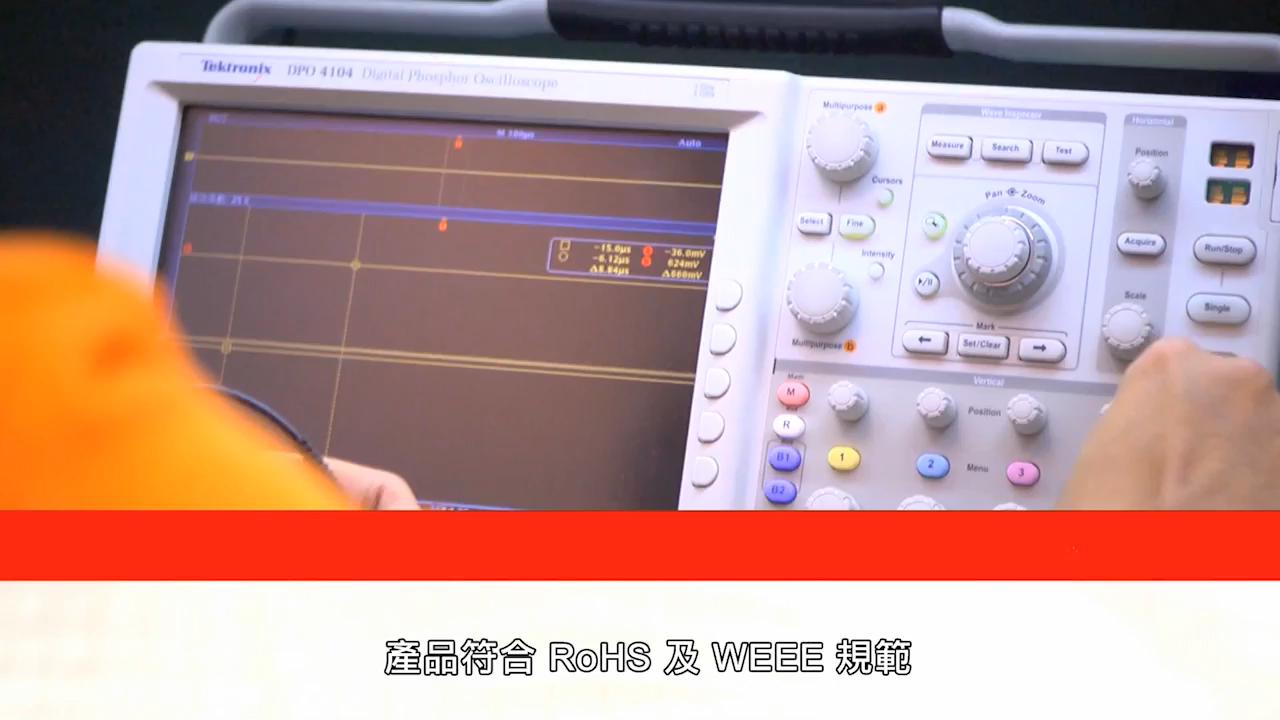 Tektronix DPO 4104 Digital Phosphor Oscilloscope
M 100µs
Auto
-15.0µs -36.0mV
-6.12µs 624mV
Δ8.84µs Δ660mV
Multipurpose a
Cursors
Select
Fine
Intensity
Multipurpose b
Wave Inspector
Measure
Search
Test
Pan Zoom
Mark
Set/Clear
Horizontal
Position
Acquire
Scale
Run/Stop
Single
Vertical
Math
M
R
B1
B2
Position
1
2
Menu
3
產品符合 RoHS 及 WEEE 規範